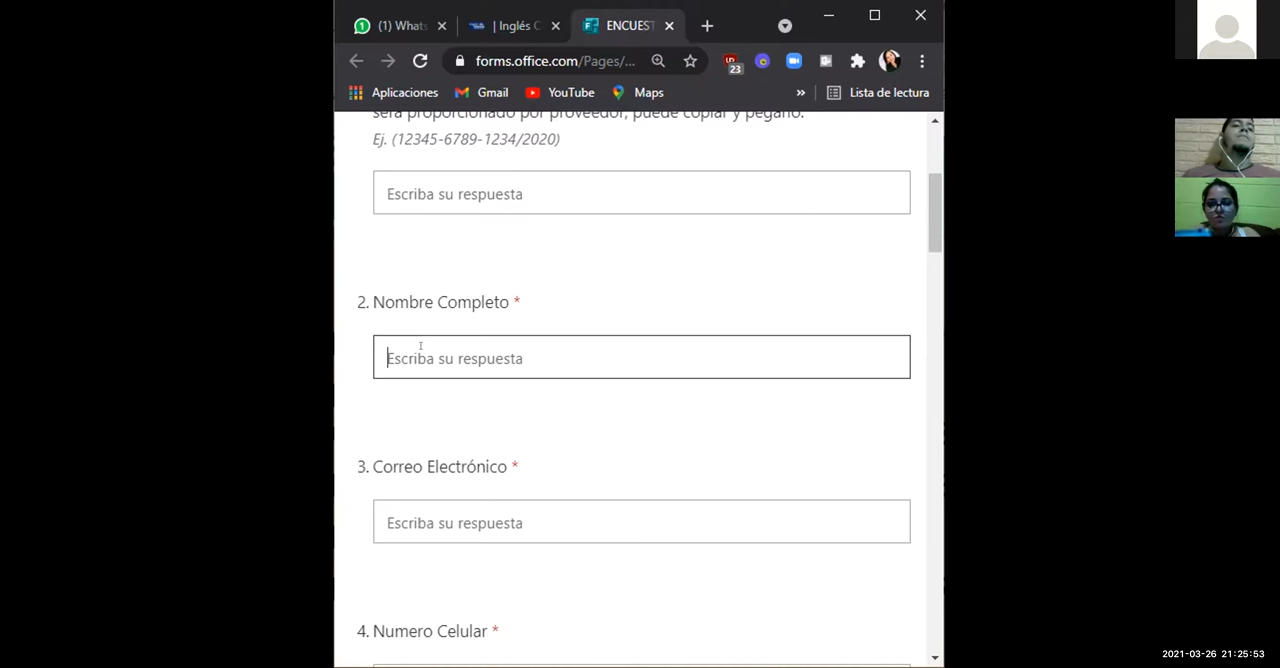 (1) Whats
| Inglés C
ENCUEST
forms.office.com/Pages/...
23
Aplicaciones
Gmail
YouTube
Maps
»
Lista de lectura
será proporcionado por proveedor, puede copiar y pegarlo.
Ej. (12345-6789-1234/2020)
Escriba su respuesta
2. Nombre Completo *
Escriba su respuesta
3. Correo Electrónico *
Escriba su respuesta
4. Numero Celular *
2021-03-26 21:25:53